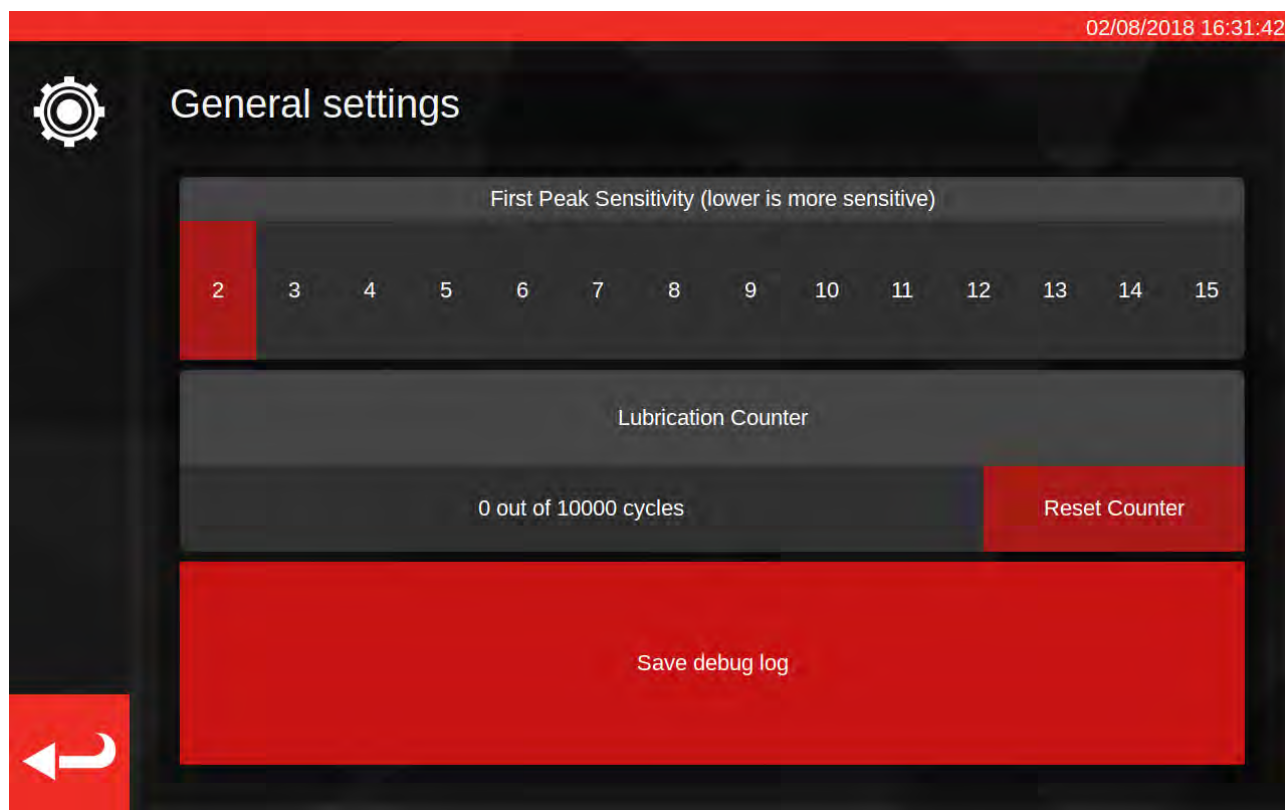 02/08/2018 16:31:42
General settings
First Peak Sensitivity (lower is more sensitive)
2 3 4 5 6 7 8 9 10 11 12 13 14 15
Lubrication Counter
0 out of 10000 cycles Reset Counter
Save debug log